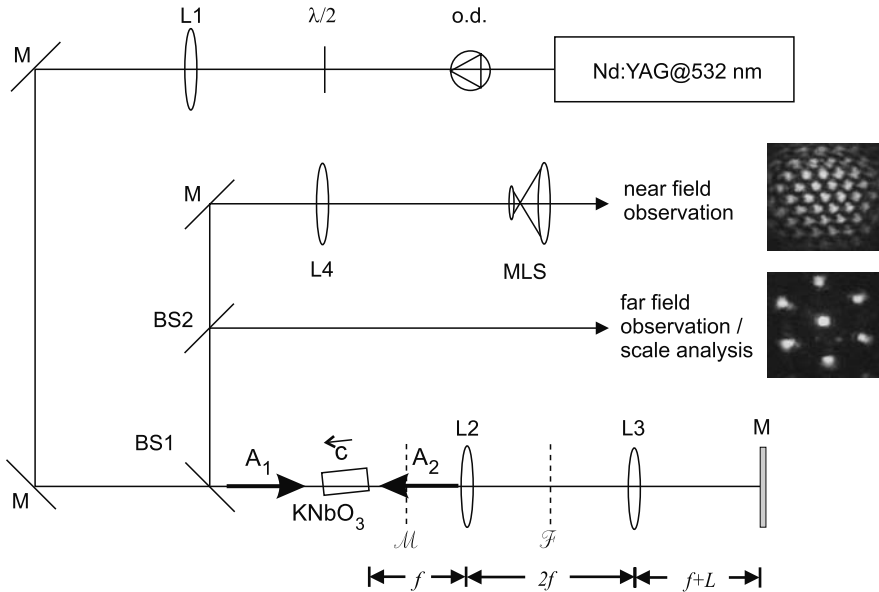 L1
λ/2
o.d.
M
Nd:YAG@532 nm
M
near field
observation
L4
MLS
BS2
far field
observation /
scale analysis
BS1
L2
L3
M
A1
c
A2
M
KNbO3
ℳ
ℱ
f
2f
f+L